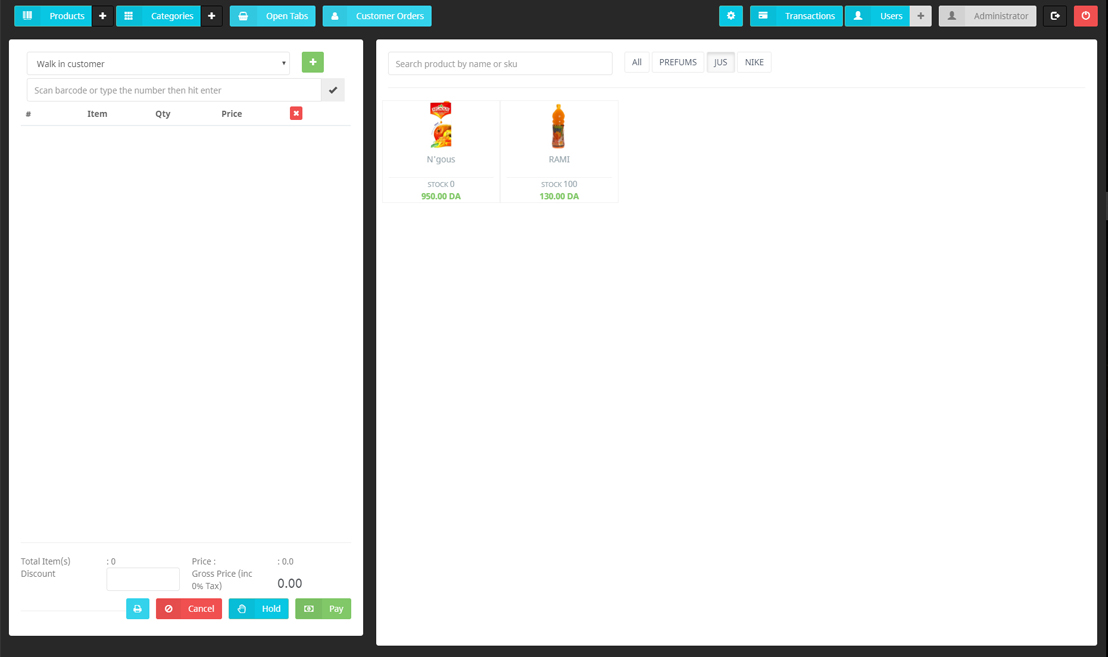 Products
Categories
Open Tabs
Customer Orders
Transactions
Users
Administrator
Walk in customer
Scan barcode or type the number then hit enter
# Item Qty Price
Search product by name or sku
All PREFUMS JUS NIKE
N'gous
STOCK 0
950.00 DA
RAMI
STOCK 100
130.00 DA
Total Item(s) : 0 Price : : 0.0
Discount Gross Price (inc
0% Tax) 0.00
Cancel Hold Pay